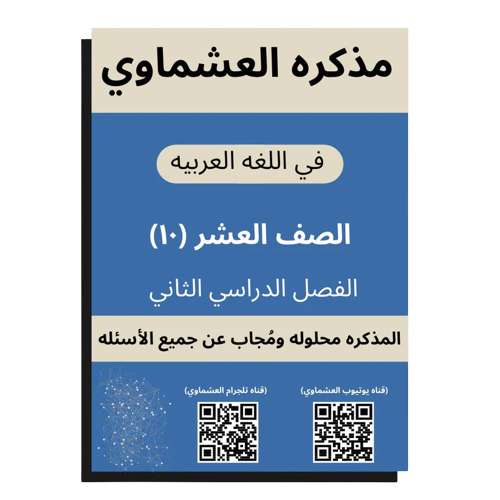 مذكره العشماوي
في اللغه العربيه
الصف العشر (١٠)
الفصل الدراسي الثاني
المذكره محلوله ومُجاب عن جميع الأسئله
(قناه يوتيوب العشماوي)
(قناه تلجرام العشماوي)